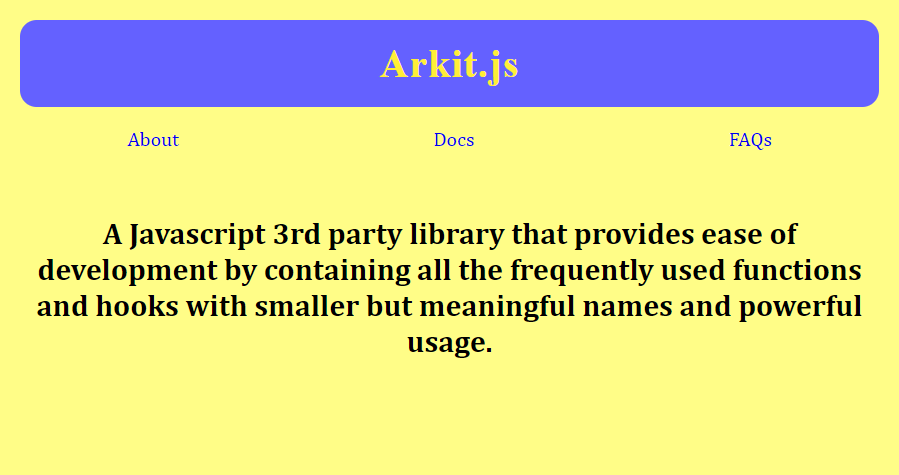 Arkit.js
About Docs FAQs
A Javascript 3rd party library that provides ease of
development by containing all the frequently used functions
and hooks with smaller but meaningful names and powerful
usage.